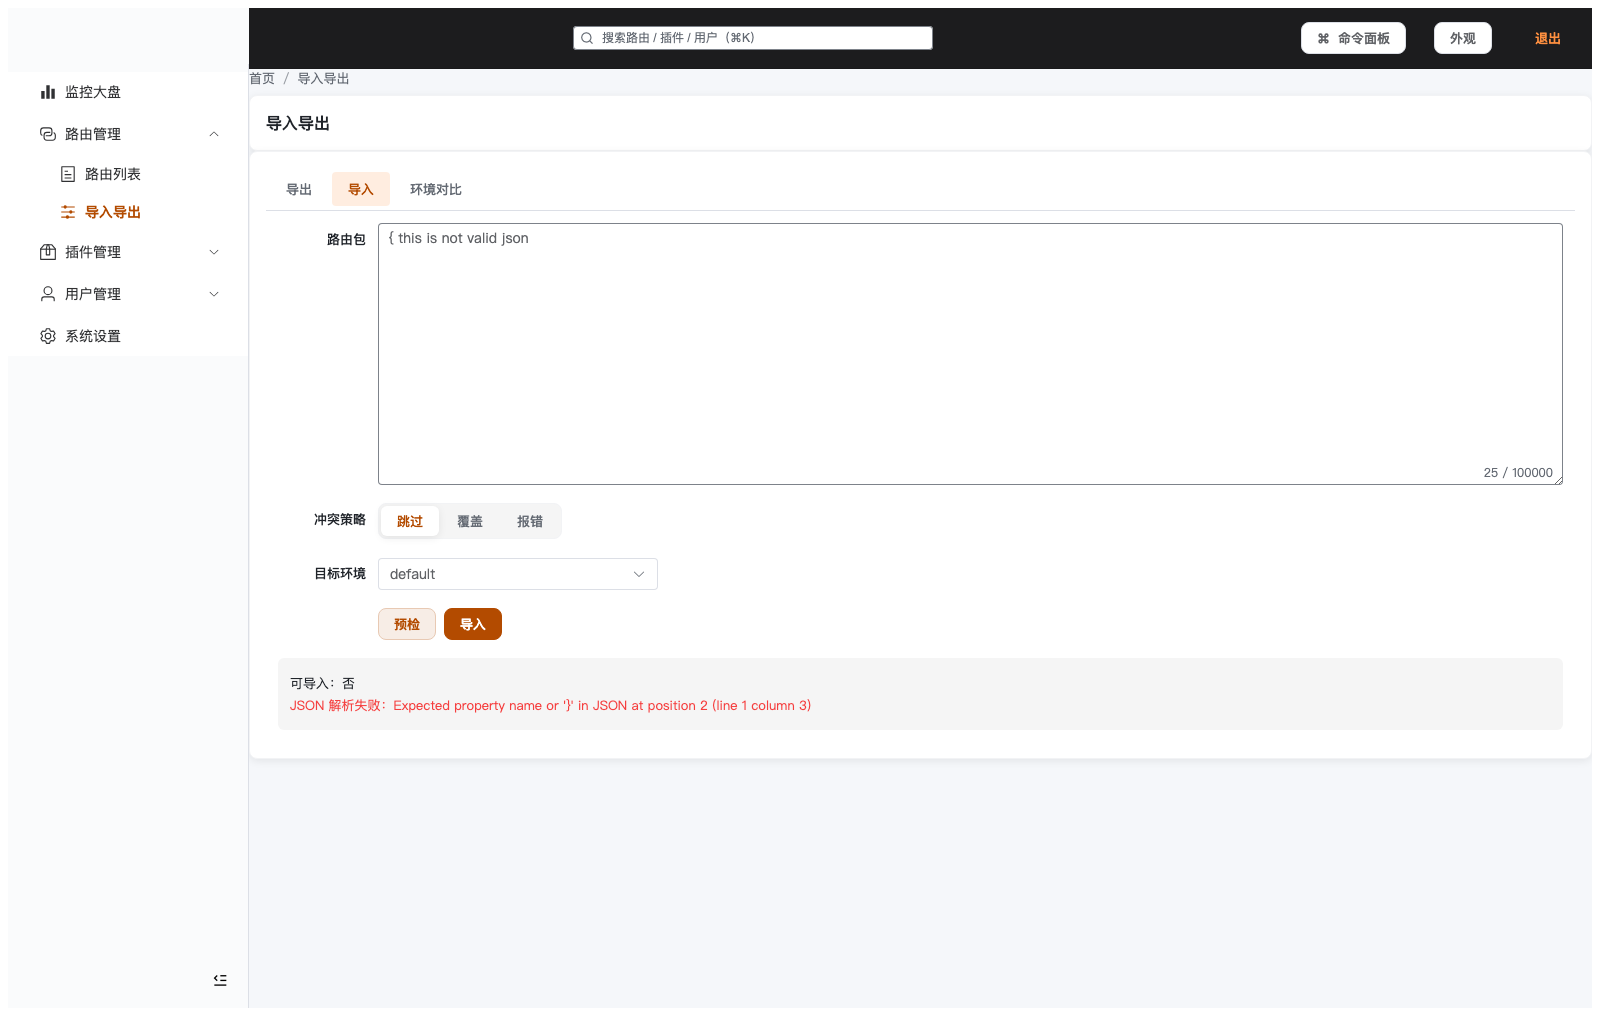 搜索路由 / 插件 / 用户（⌘K）
⌘ 命令面板
外观
退出
监控大盘
路由管理
路由列表
导入导出
插件管理
用户管理
系统设置
首页 / 导入导出
导入导出
导出 导入 环境对比
路由包
{ this is not valid json
25 / 100000
冲突策略
跳过 覆盖 报错
目标环境
default
预检 导入
可导入：否
JSON 解析失败：Expected property name or '}' in JSON at position 2 (line 1 column 3)